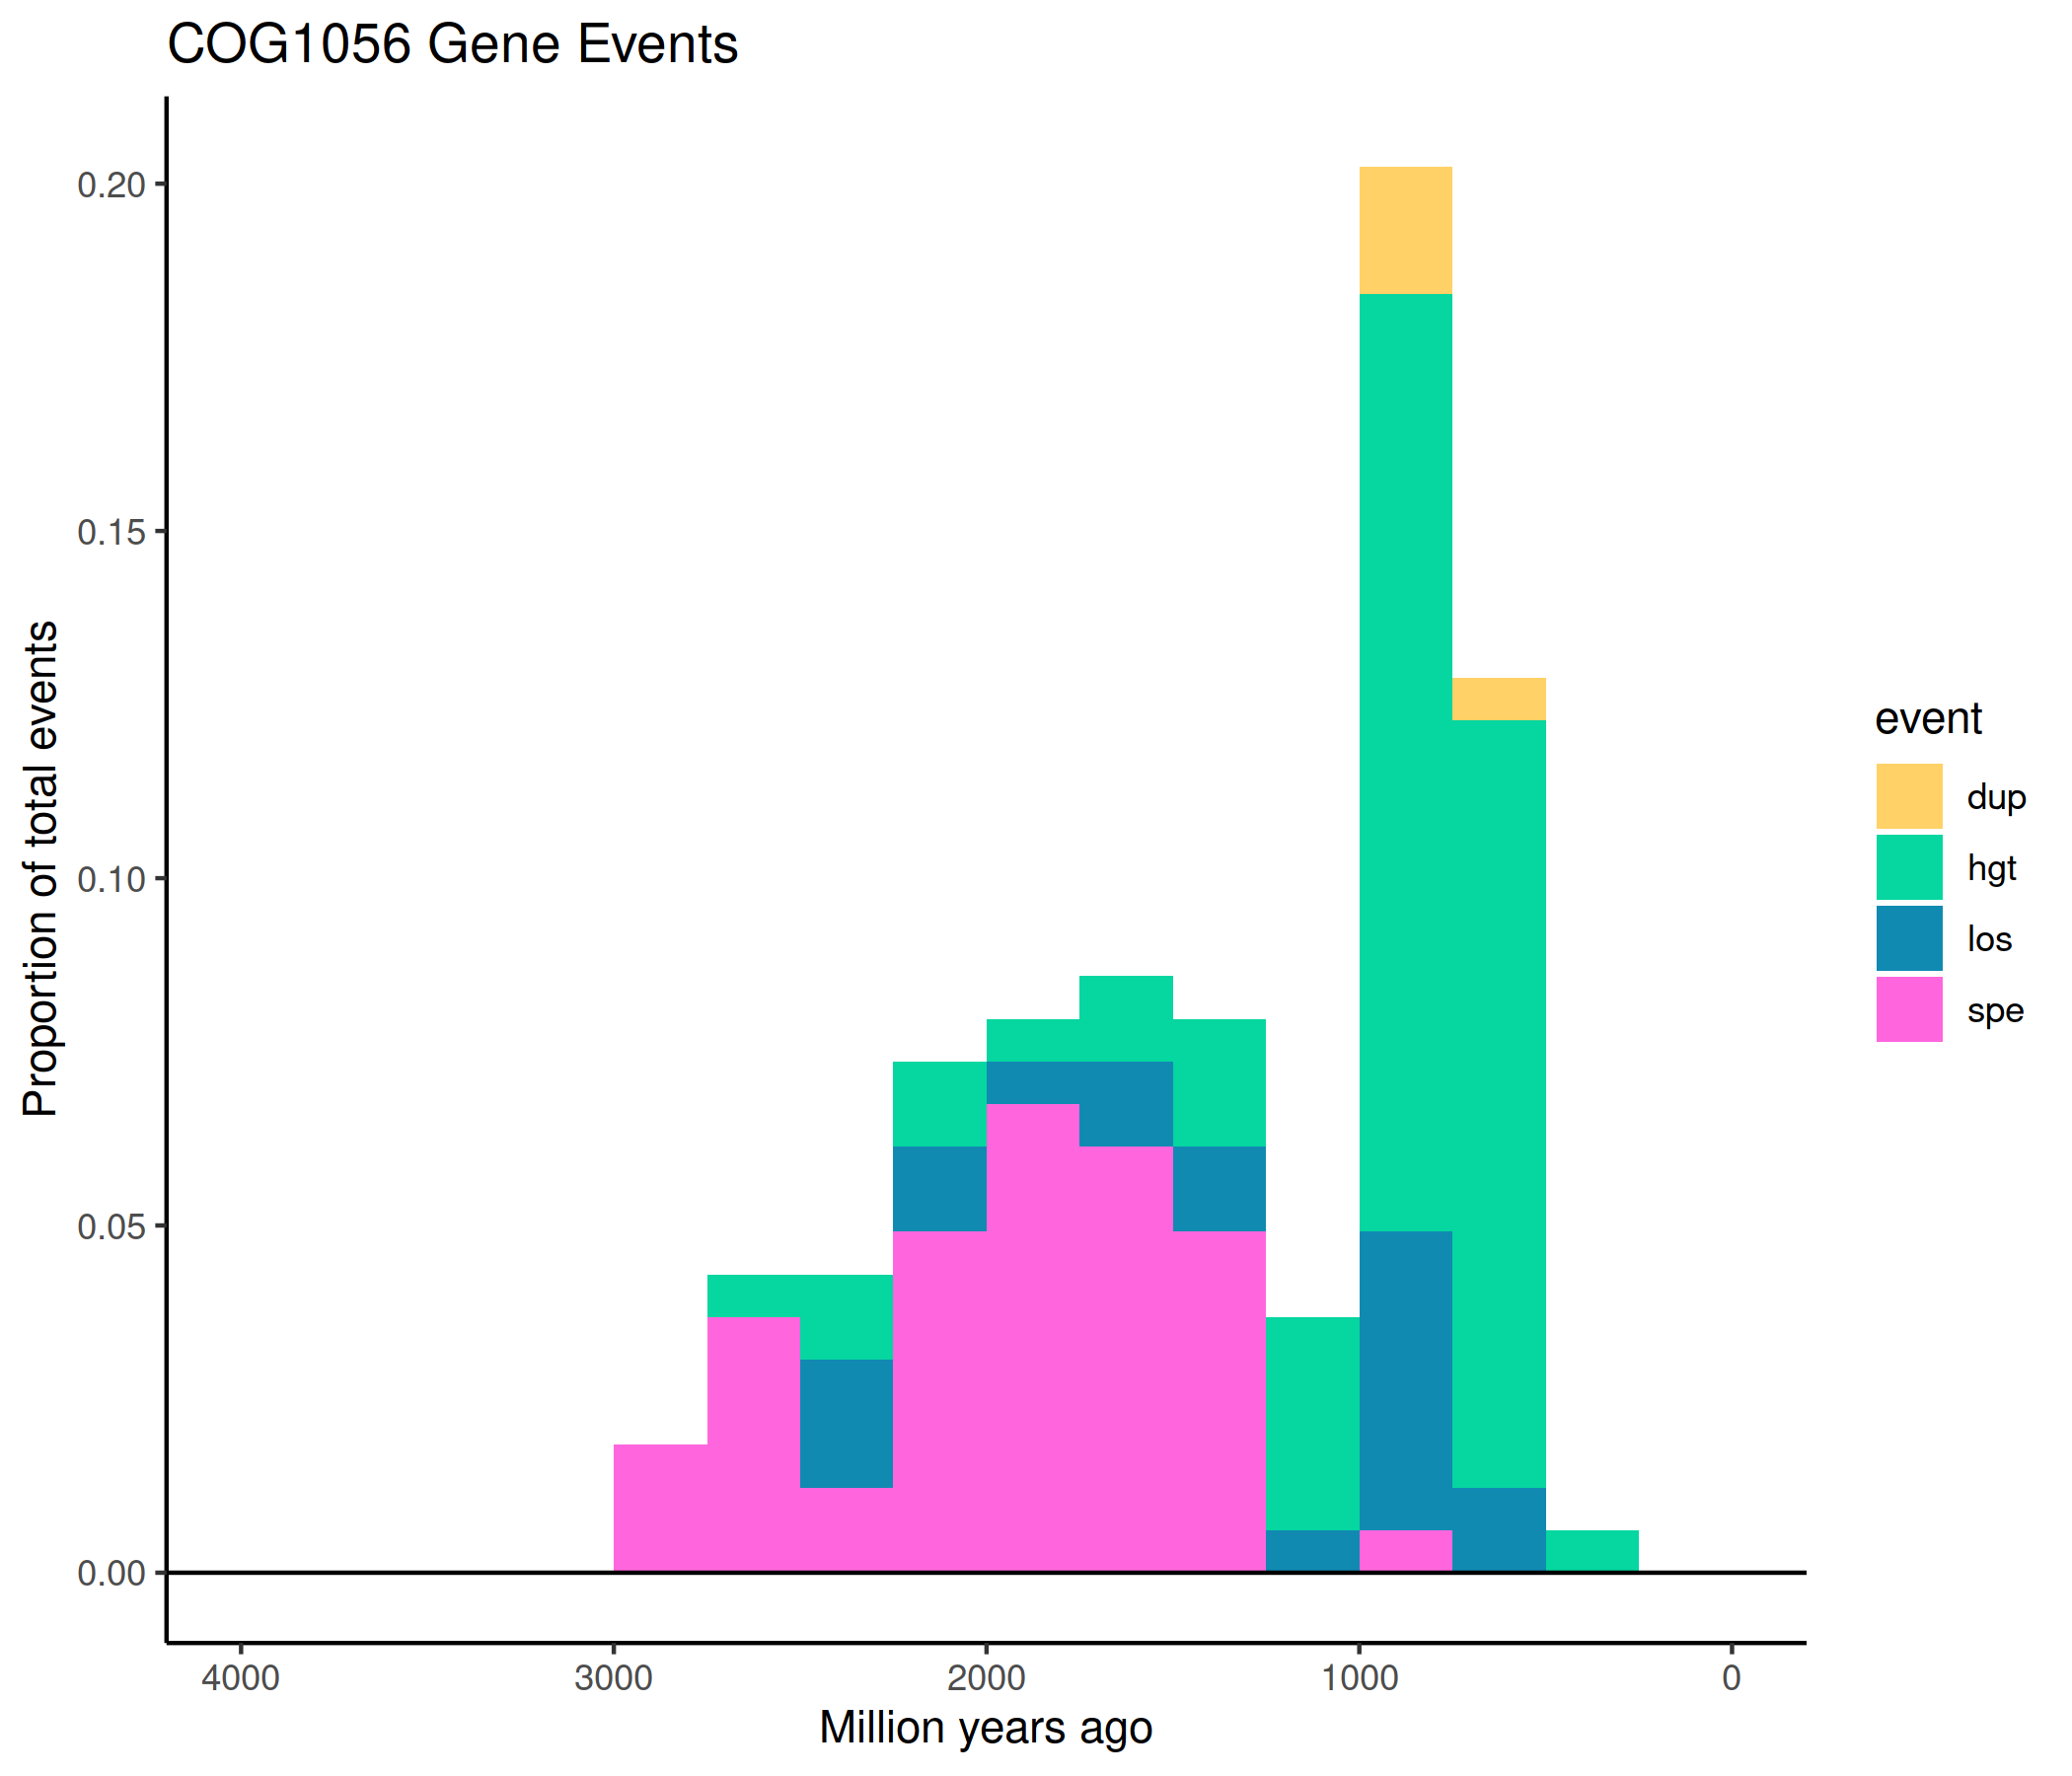 COG1056 Gene Events
Proportion of total events
0.20
0.15
0.10
0.05
0.00
4000 3000 2000 1000 0
Million years ago
event
dup
hgt
los
spe